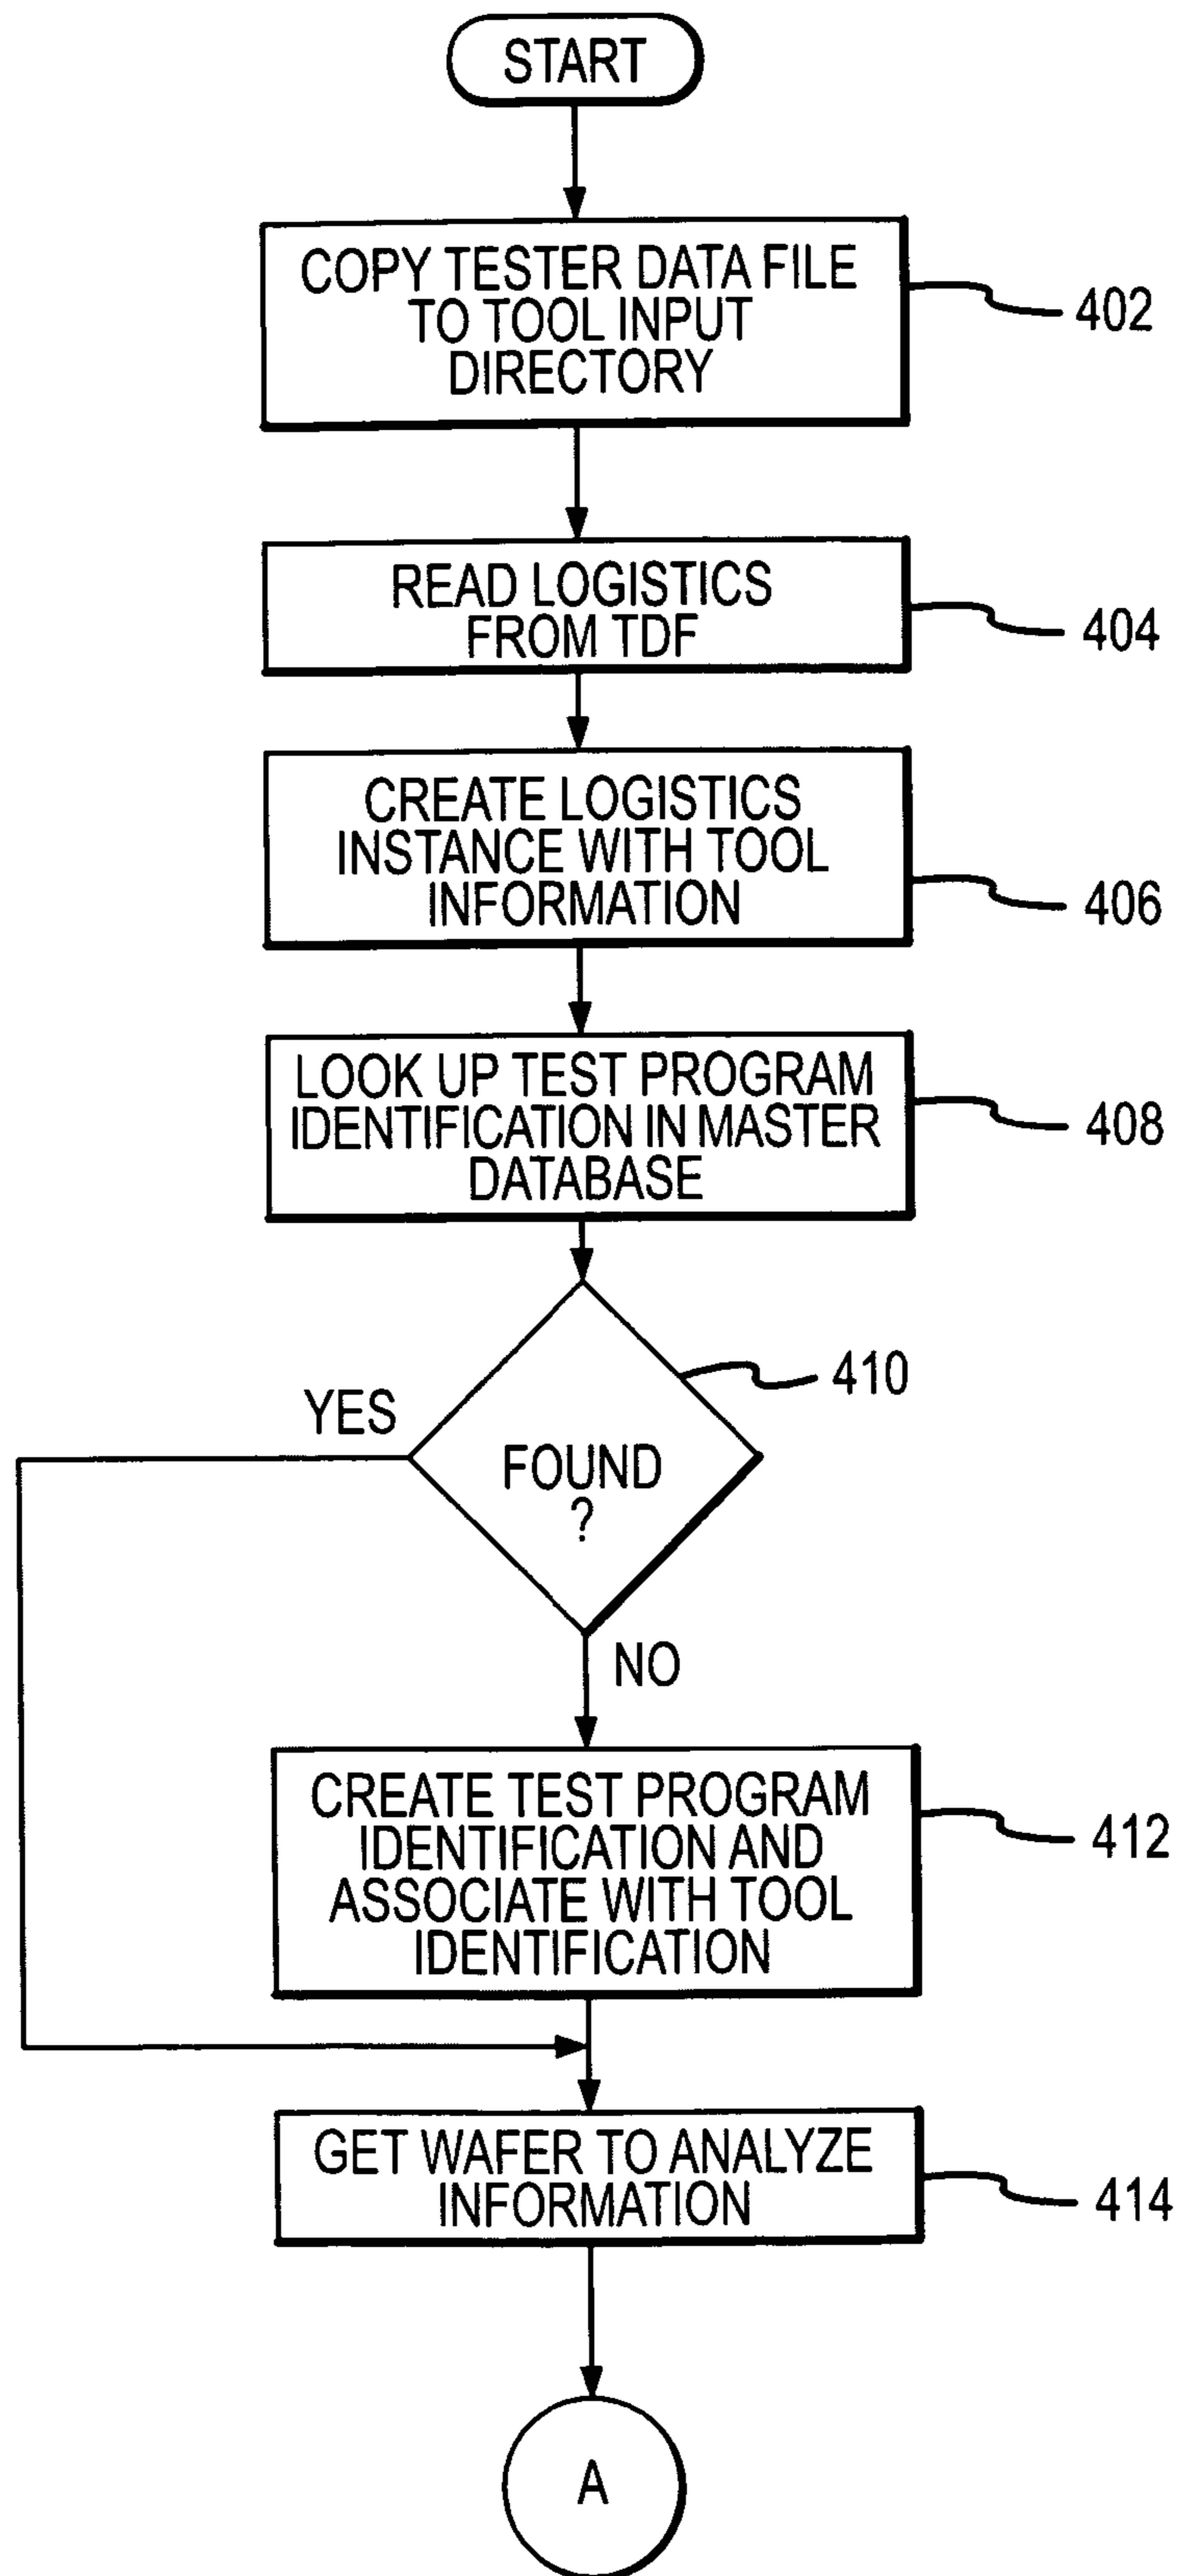 START
COPY TESTER DATA FILE
TO TOOL INPUT
DIRECTORY
402
READ LOGISTICS
FROM TDF
404
CREATE LOGISTICS
INSTANCE WITH TOOL
INFORMATION
406
LOOK UP TEST PROGRAM
IDENTIFICATION IN MASTER
DATABASE
408
410
YES
FOUND
?
NO
CREATE TEST PROGRAM
IDENTIFICATION AND
ASSOCIATE WITH TOOL
IDENTIFICATION
412
GET WAFER TO ANALYZE
INFORMATION
414
A